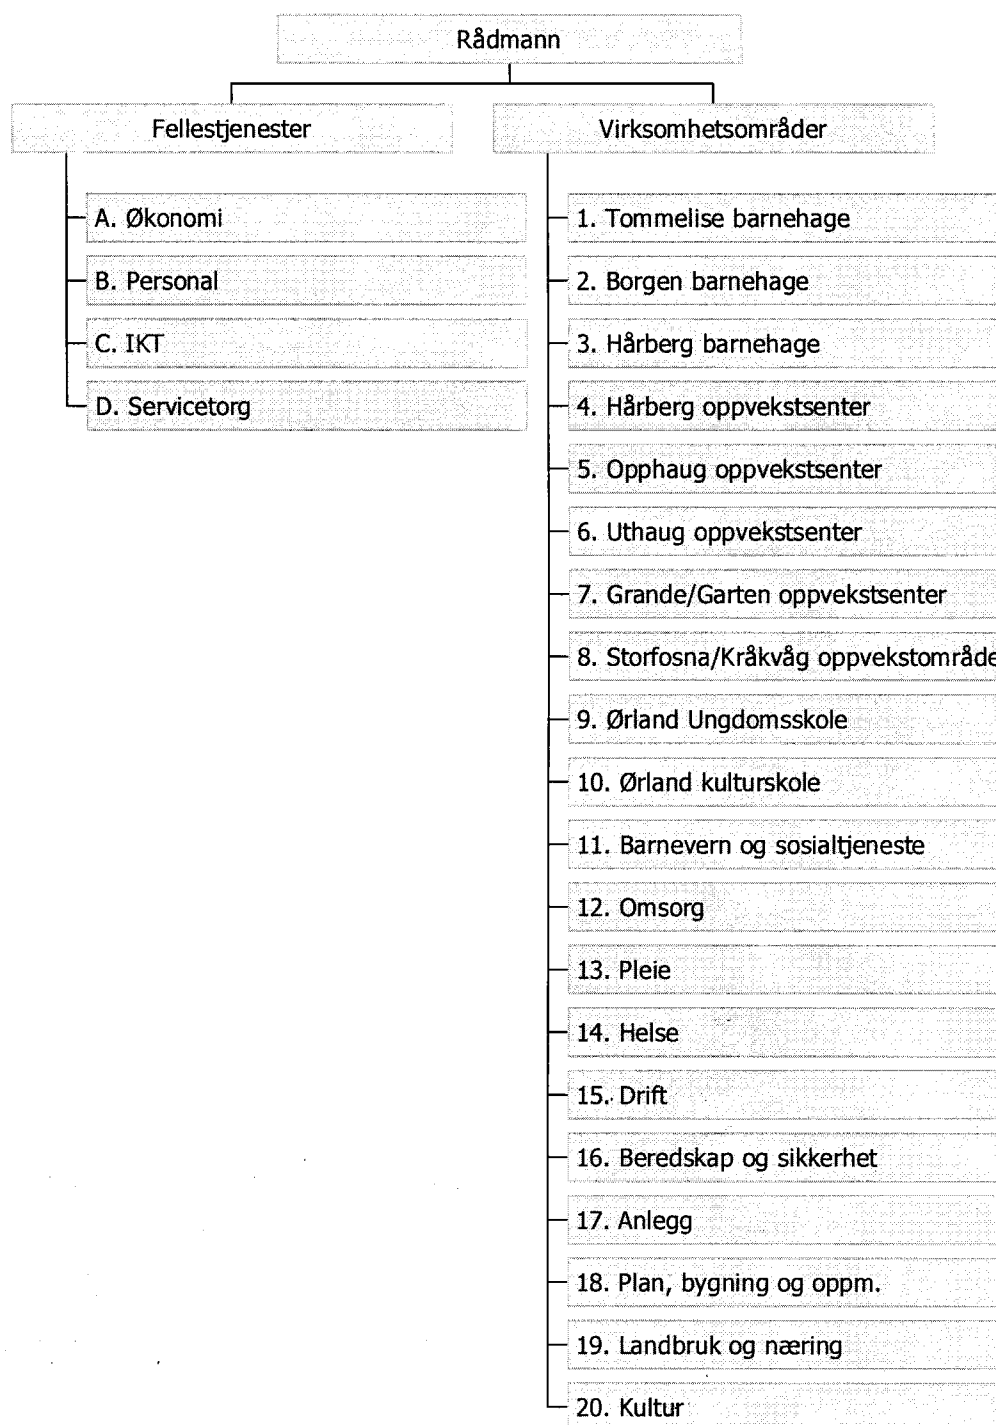 Rådmann
Fellestjenester
Virksomhetsområder
A. Økonomi
B. Personal
C. IKT
D. Servicetorg
1. Tommelise barnehage
2. Borgen barnehage
3. Hårberg barnehage
4. Hårberg oppvekstsenter
5. Opphaug oppvekstsenter
6. Uthaug oppvekstsenter
7. Grande/Garten oppvekstsenter
8. Storfosna/Kråkvåg oppvekstområde
9. Ørland Ungdomsskole
10. Ørland kulturskole
11. Barnevern og sosialtjeneste
12. Omsorg
13. Pleie
14. Helse
15. Drift
16. Beredskap og sikkerhet
17. Anlegg
18. Plan, bygning og oppm.
19. Landbruk og næring
20. Kultur